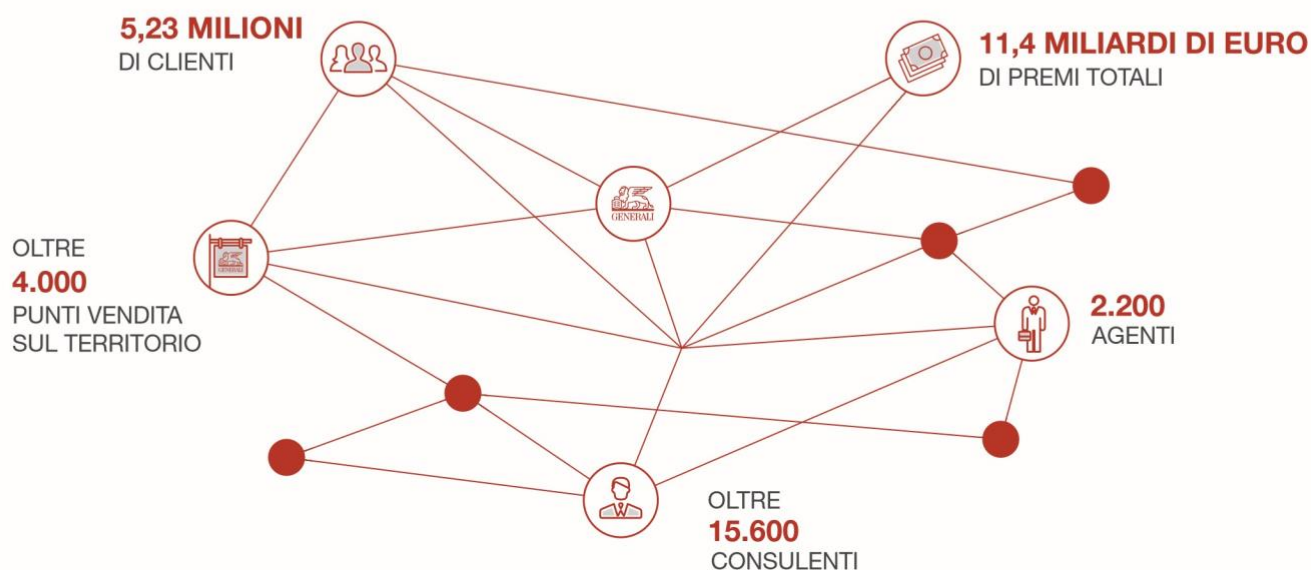 5,23 MILIONI
DI CLIENTI
11,4 MILIARDI DI EURO
DI PREMI TOTALI
GENERALI
OLTRE
4.000
PUNTI VENDITA
SUL TERRITORIO
GENERALI
2.200
AGENTI
OLTRE
15.600
CONSULENTI